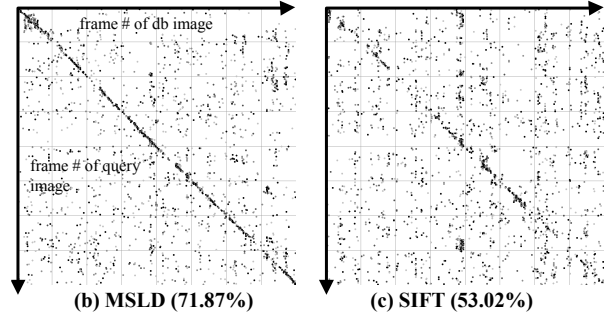 frame # of db image
frame # of query
image
(b) MSLD (71.87%)
(c) SIFT (53.02%)